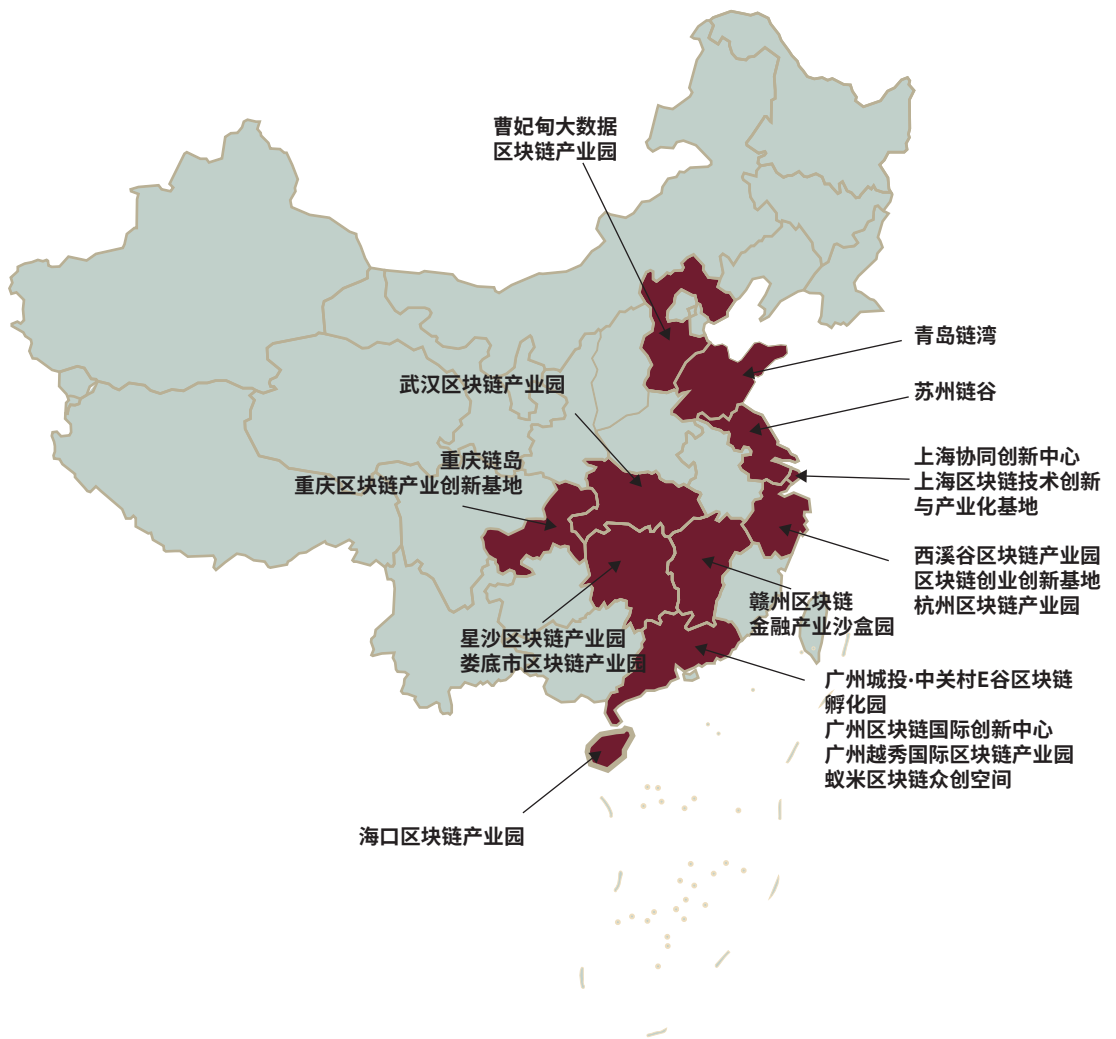 曹妃甸大数据
区块链产业园
青岛链湾
武汉区块链产业园
苏州链谷
重庆链岛
重庆区块链产业创新基地
上海协同创新中心
上海区块链技术创新
与产业化基地
西溪谷区块链产业园
区块链创业创新基地
杭州区块链产业园
赣州区块链
金融产业沙盒园
星沙区块链产业园
娄底市区块链产业园
广州城投·中关村E谷区块链
孵化园
广州区块链国际创新中心
广州越秀国际区块链产业园
蚁米区块链众创空间
海口区块链产业园